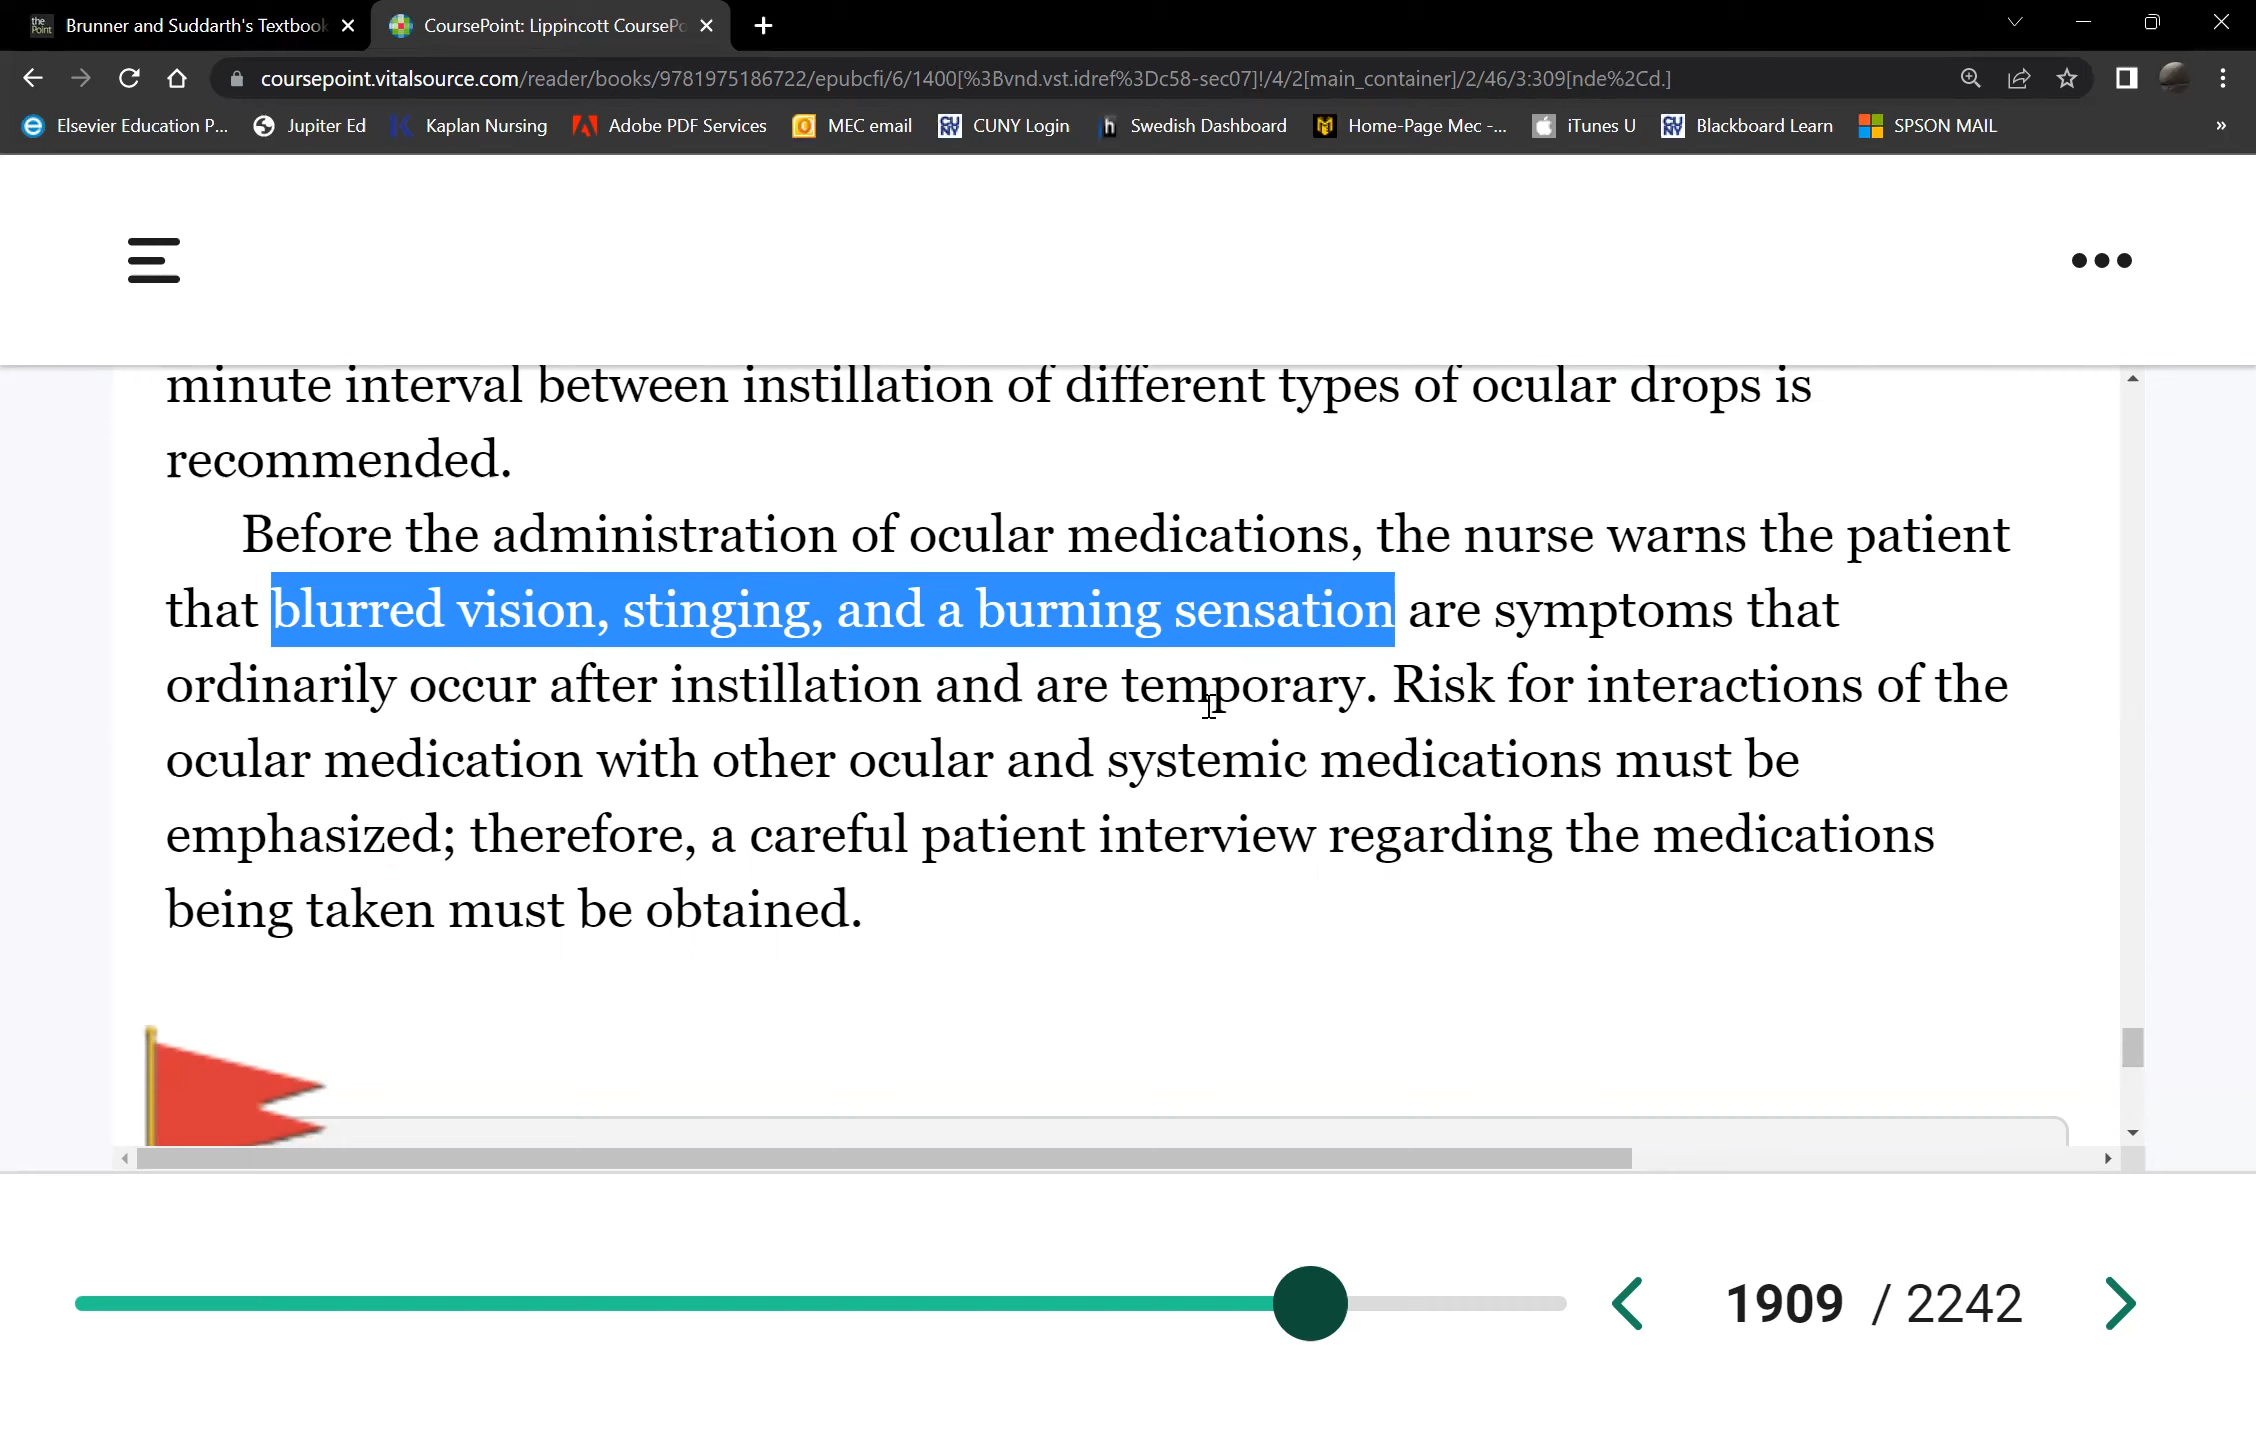 the Point
Brunner and Suddarth's Textbook
CoursePoint: Lippincott CoursePo
coursepoint.vitalsource.com/reader/books/9781975186722/epubcfi/6/1400[%3Bvnd.vst.idref%3Dc58-sec07]!/4/2[main_container]/2/46/3:309[nde%2Cd.]
Elsevier Education P... Jupiter Ed Kaplan Nursing Adobe PDF Services MEC email CUNY Login Swedish Dashboard Home-Page Mec -... iTunes U Blackboard Learn SPSON MAIL »
minute interval between instillation of different types of ocular drops is
recommended.
Before the administration of ocular medications, the nurse warns the patient
that blurred vision, stinging, and a burning sensation are symptoms that
ordinarily occur after instillation and are temporary. Risk for interactions of the
ocular medication with other ocular and systemic medications must be
emphasized; therefore, a careful patient interview regarding the medications
being taken must be obtained.
1909 / 2242